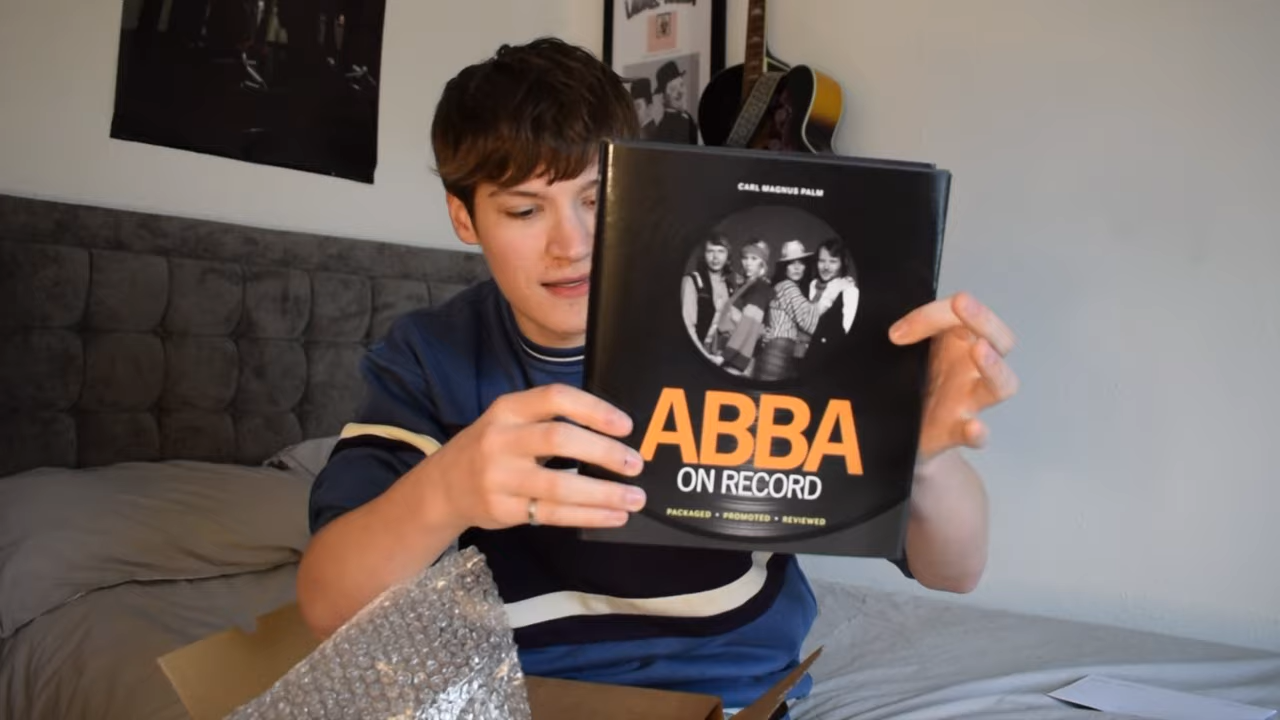 CARL MAGNUS PALM
ABBA
ON RECORD
PACKAGED • PROMOTED • REVIEWED